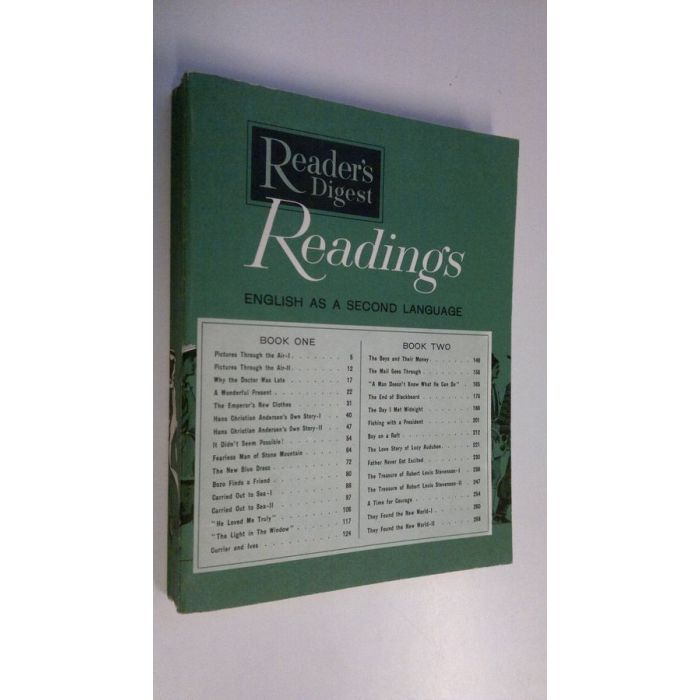 Reader's
Digest
Readings
ENGLISH AS A SECOND LANGUAGE
BOOK ONE
Pictures Through the Air-I 5
Pictures Through the Air-II 12
Why the Doctor Was Late 17
A Wonderful Present 22
The Emperor's New Clothes 31
Hans Christian Andersen's Own Story-I 40
Hans Christian Andersen's Own Story-II 47
It Didn't Seem Possible! 54
Fearless Man of Stone Mountain 64
The New Blue Dress 72
Bozo Finds a Friend 80
Carried Out to Sea-I 88
Carried Out to Sea-II 97
"He Loved Me Truly" 106
"The Light in The Window" 117
Currier and Ives 124
BOOK TWO
The Boys and Their Money 148
The Mail Goes Through
"A Man Doesn't Know What He Can Do" 165
The End of Blackbeard 175
The Day I Met Midnight
Fishing with a President 201
Boy on a Raft 212
The Love Story of Lucy Audubon 221
Father Never Got Excited 230
The Treasure of Robert Louis Stevenson-I
The Treasure of Robert Louis Stevenson-II 247
A Time for Courage 254
They Found the New World-I 260
They Found the New World-II